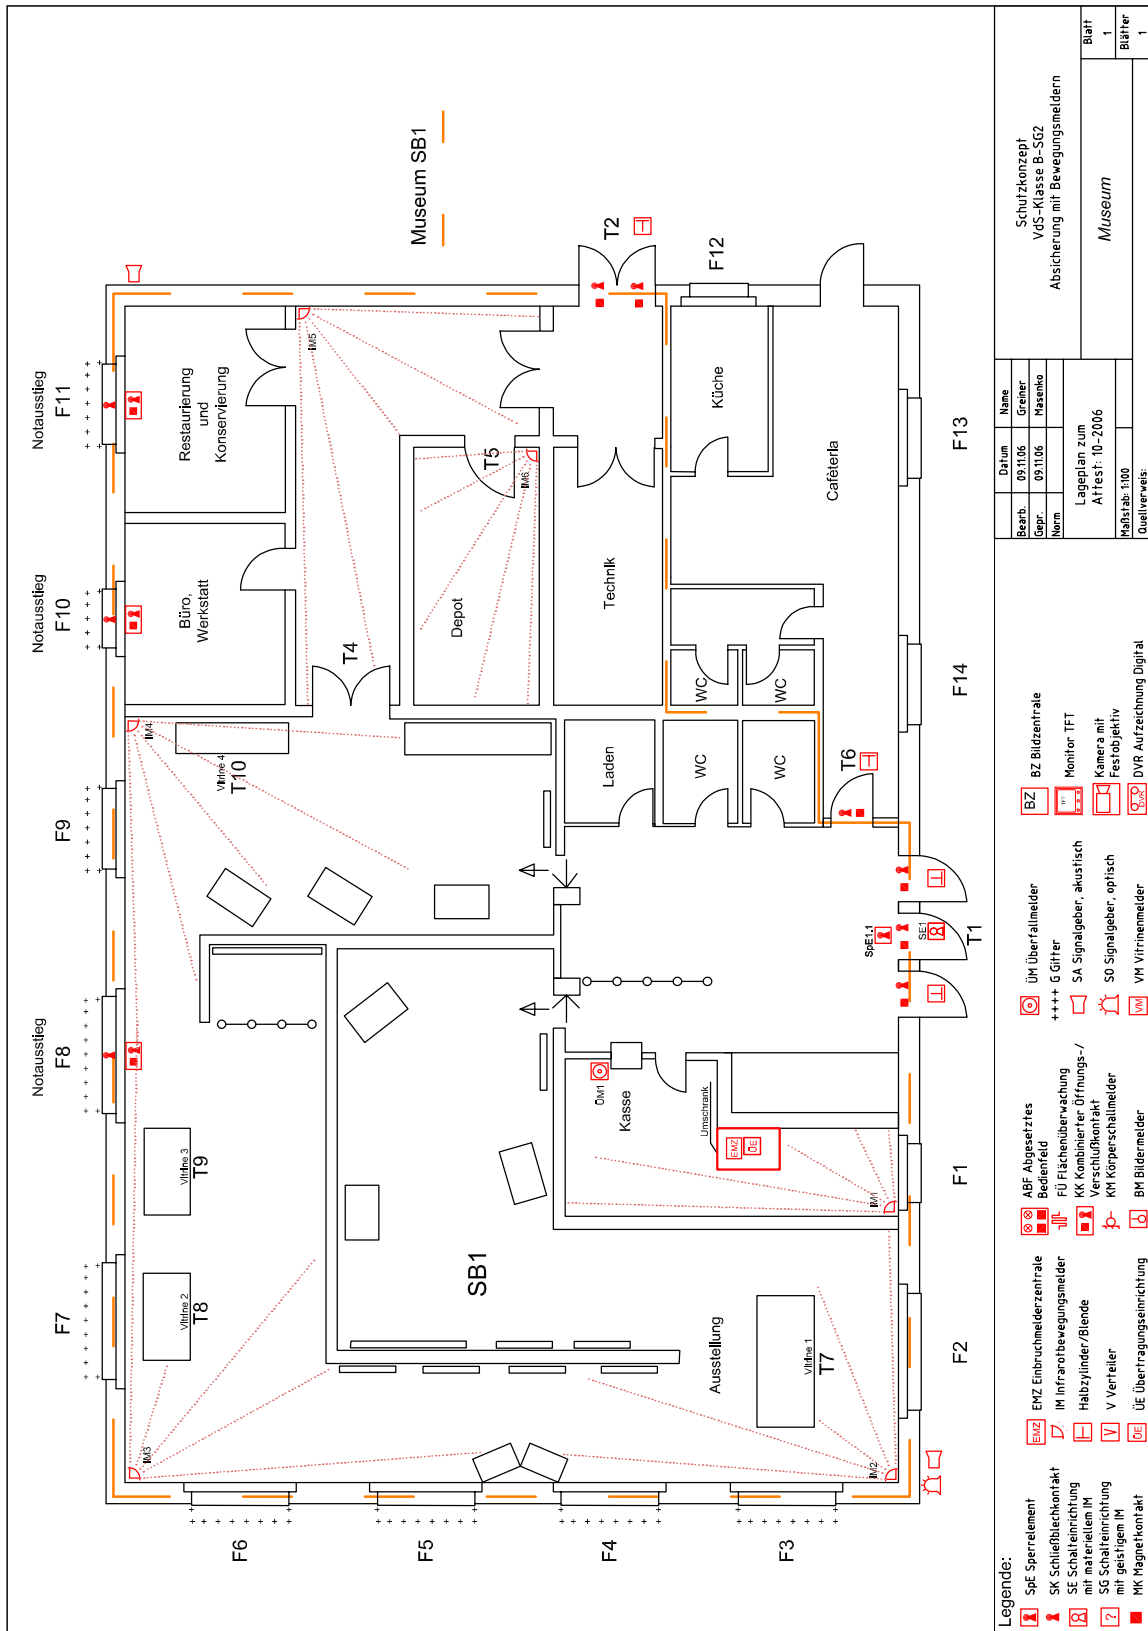 Museum SB1
Notausstieg
F11
Notausstieg
F10
F9
Notausstieg
F8
F7
Restaurierung
und
Konservierung
Büro,
Werkstatt
IM5
IM4
Vitrine 4
T10
T4
T5
IM6
Depot
Technik
T2
F12
Küche
Cafèteria
F13
F14
WC
WC
WC
WC
Laden
T6
SpE1.1
SE1
T1
ÜM1
Kasse
Umschrank
EMZ
ÜE
IM1
F1
Vitrine 3
T9
Vitrine 2
T8
SB1
Ausstellung
Vitrine 1
T7
F2
IM3
IM2
F6
F5
F4
F3
Legende:
SpE Sperrelement
SK Schließblechkontakt
SE Schalteinrichtung
mit materiellem IM
?
SG Schalteinrichtung
mit geistigem IM
MK Magnetkontakt
EMZ
EMZ Einbruchmelderzentrale
IM Infrarotbewegungsmelder
Halbzylinder/Blende
V
V Verteiler
ÜE
ÜE Übertragungseinrichtung
ABF Abgesetztes
Bedienfeld
FÜ Flächenüberwachung
KK Kombinierter Öffnungs-/
Verschlußkontakt
KM Körperschallmelder
BM Bildermelder
ÜM Überfallmelder
++++ G Gitter
SA Signalgeber, akustisch
SO Signalgeber, optisch
VM
VM Vitrinenmelder
BZ
BZ Bildzentrale
TFT
Monitor TFT
Kamera mit
Festobjektiv
DVR
DVR Aufzeichnung Digital
Datum
Name
Bearb.
09.11.06
Greiner
Gepr.
09.11.06
Masenko
Norm
Lageplan zum
Attest: 10-2006
Maßstab: 1:100
Quellverweis:
Schutzkonzept
VdS-Klasse B-SG2
Absicherung mit Bewegungsmeldern
Museum
Blatt
1
Blätter
1